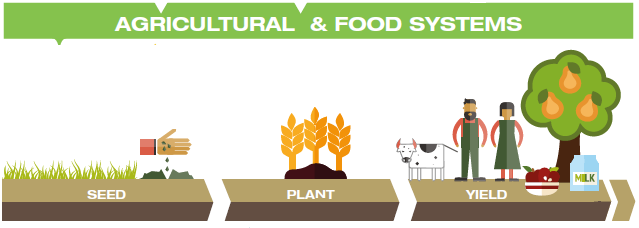 AGRICULTURAL & FOOD SYSTEMS
MILK
SEED
PLANT
YIELD